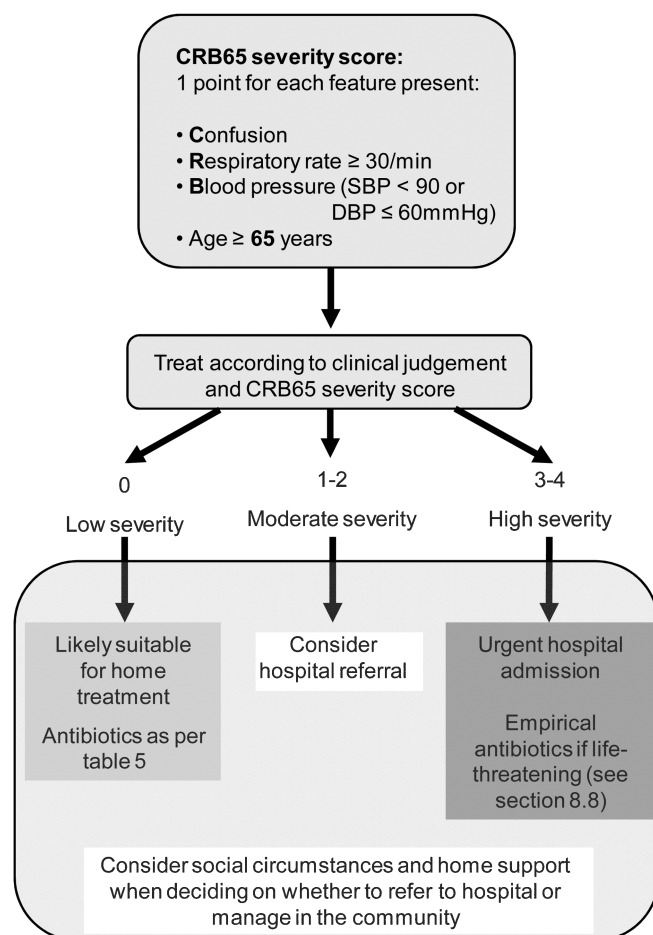 CRB65 severity score:
1 point for each feature present:
• Confusion
• Respiratory rate ≥ 30/min
• Blood pressure (SBP < 90 or
DBP ≤ 60mmHg)
• Age ≥ 65 years
Treat according to clinical judgement
and CRB65 severity score
0
Low severity
1-2
Moderate severity
3-4
High severity
Likely suitable
for home
treatment
Antibiotics as per
table 5
Consider
hospital referral
Urgent hospital
admission
Empirical
antibiotics if life-
threatening (see
section 8.8)
Consider social circumstances and home support
when deciding on whether to refer to hospital or
manage in the community